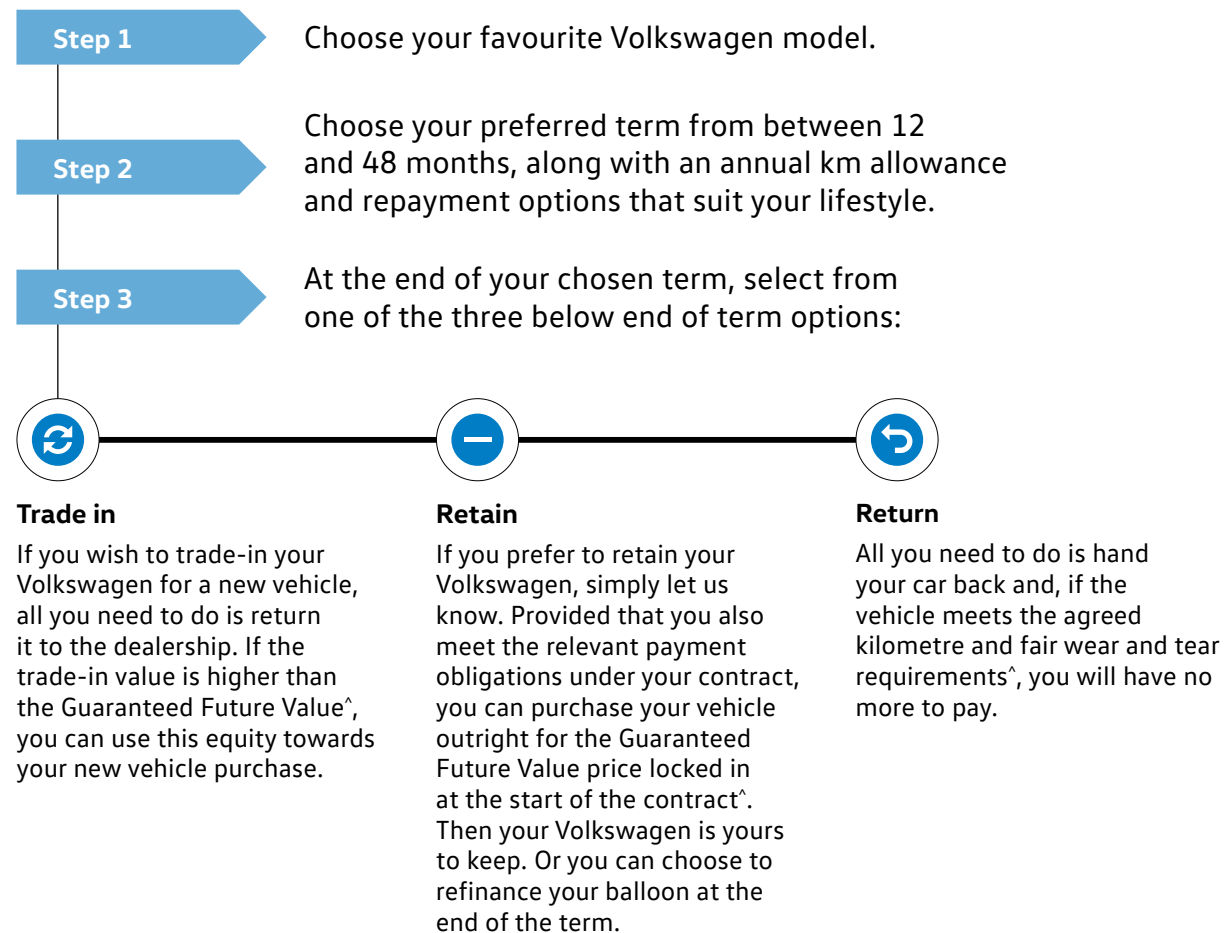 Step 1
Choose your favourite Volkswagen model.
Step 2
Choose your preferred term from between 12
and 48 months, along with an annual km allowance
and repayment options that suit your lifestyle.
Step 3
At the end of your chosen term, select from
one of the three below end of term options:
Trade in
If you wish to trade-in your
Volkswagen for a new vehicle,
all you need to do is return
it to the dealership. If the
trade-in value is higher than
the Guaranteed Future Value^,
you can use this equity towards
your new vehicle purchase.
Retain
If you prefer to retain your
Volkswagen, simply let us
know. Provided that you also
meet the relevant payment
obligations under your contract,
you can purchase your vehicle
outright for the Guaranteed
Future Value price locked in
at the start of the contract^.
Then your Volkswagen is yours
to keep. Or you can choose to
refinance your balloon at the
end of the term.
Return
All you need to do is hand
your car back and, if the
vehicle meets the agreed
kilometre and fair wear and tear
requirements^, you will have no
more to pay.